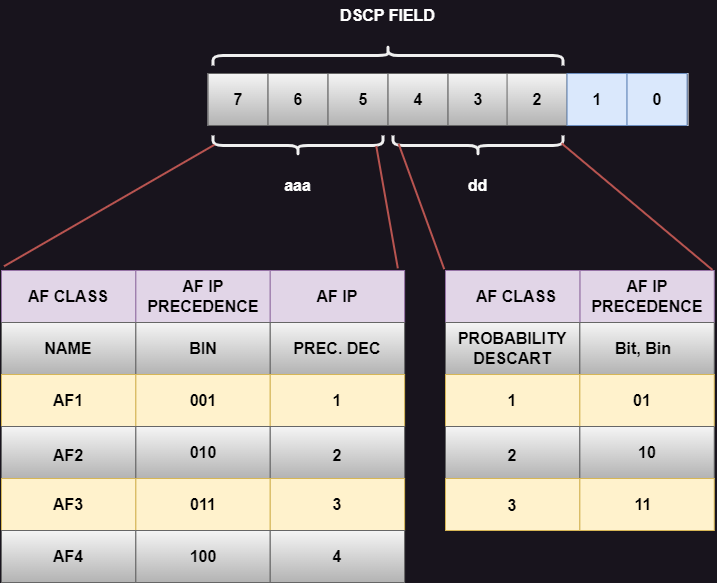 DSCP FIELD
7 6 5 4 3 2 1 0
aaa dd
AF CLASS AF IP PRECEDENCE AF IP
NAME BIN PREC. DEC
AF1 001 1
AF2 010 2
AF3 011 3
AF4 100 4
AF CLASS AF IP PRECEDENCE
PROBABILITY DESCART Bit, Bin
1 01
2 10
3 11